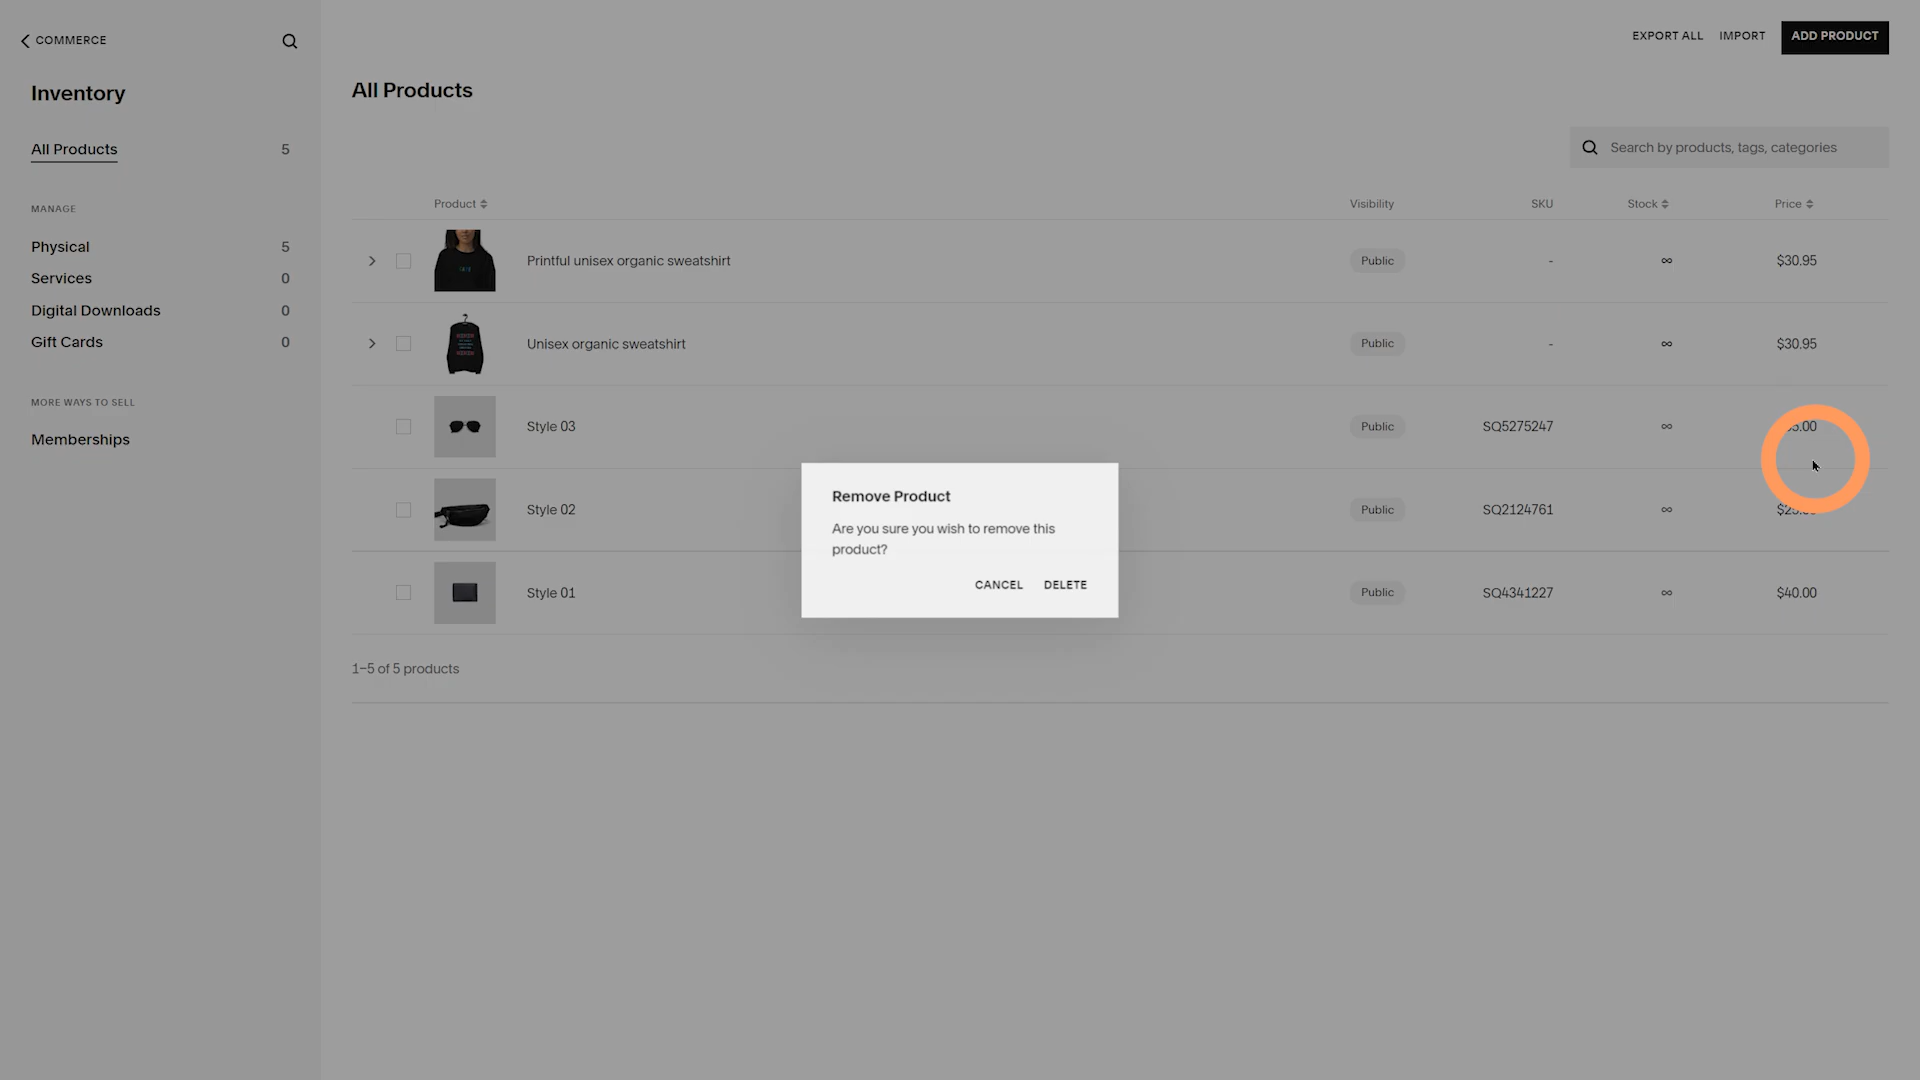 COMMERCE
Inventory
All Products 5
MANAGE
Physical 5
Services 0
Digital Downloads 0
Gift Cards 0
MORE WAYS TO SELL
Memberships
EXPORT ALL IMPORT ADD PRODUCT
All Products
Search by products, tags, categories
Product Visibility SKU Stock Price
Printful unisex organic sweatshirt Public - ∞ $30.95
Unisex organic sweatshirt Public - ∞ $30.95
Style 03 Public SQ5275247 ∞
Style 02 Public SQ2124761 ∞
Style 01 Public SQ4341227 ∞ $40.00
1–5 of 5 products
Remove Product
Are you sure you wish to remove this
product?
CANCEL DELETE